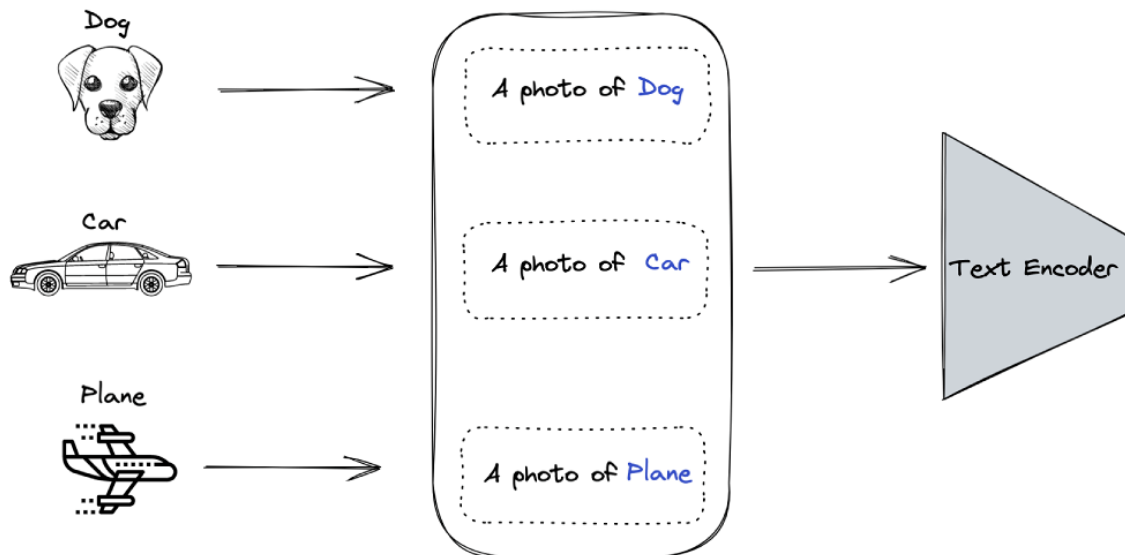 Dog
A photo of Dog
Car
A photo of Car
Text Encoder
Plane
A photo of Plane